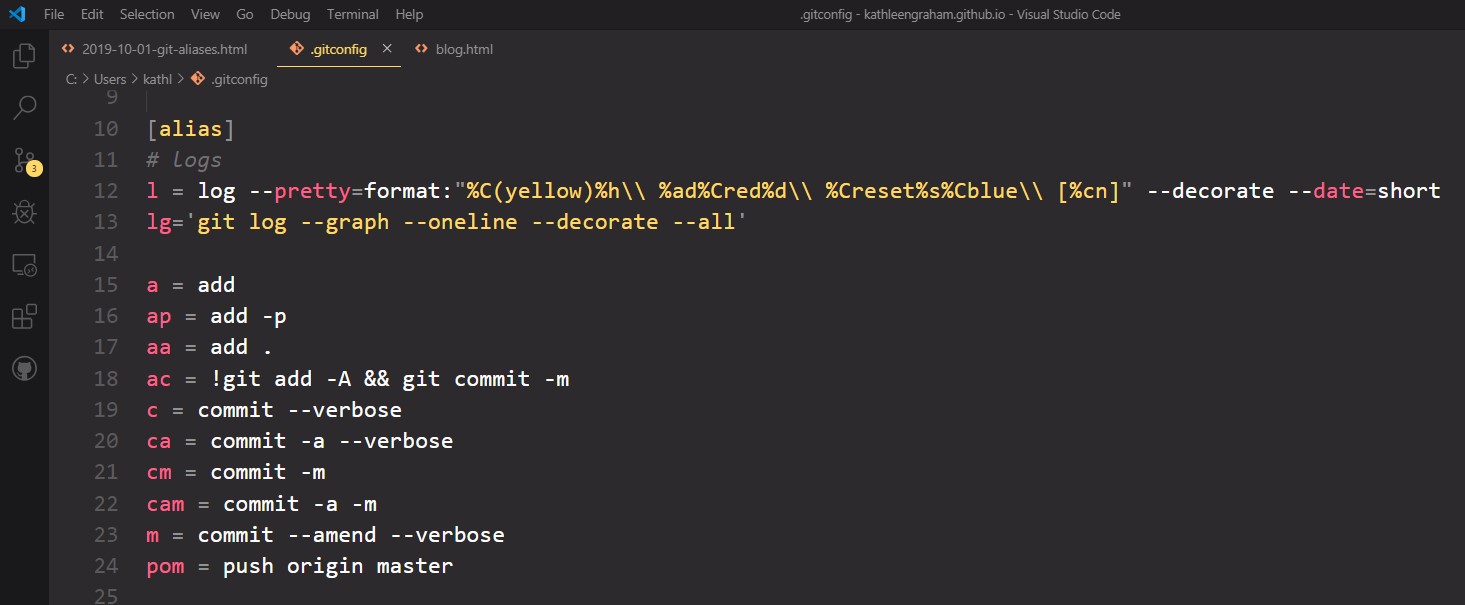 File Edit Selection View Go Debug Terminal Help .gitconfig - kathleengraham.github.io - Visual Studio Code
2019-10-01-git-aliases.html .gitconfig × blog.html
C: > Users > kathl > .gitconfig
9
10 [alias]
11 # logs
12 l = log --pretty=format:"%C(yellow)%h\\ %ad%Cred%d\\ %Creset%s%Cblue\\ [%cn]" --decorate --date=short
13 lg='git log --graph --oneline --decorate --all'
14
15 a = add
16 ap = add -p
17 aa = add .
18 ac = !git add -A && git commit -m
19 c = commit --verbose
20 ca = commit -a --verbose
21 cm = commit -m
22 cam = commit -a -m
23 m = commit --amend --verbose
24 pom = push origin master
25
3